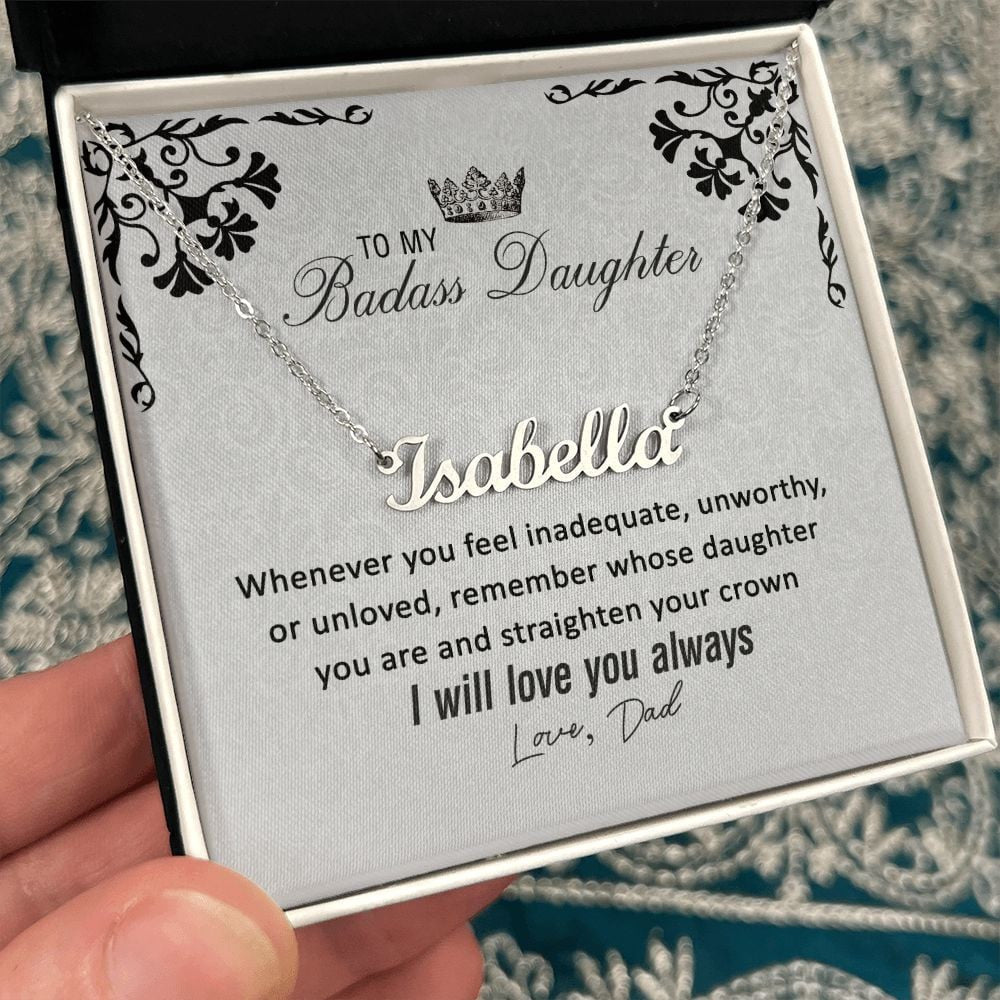 TO MY
Badass Daughter
Isabella
Whenever you feel inadequate, unworthy,
or unloved, remember whose daughter
you are and straighten your crown
I will love you always
Love, Dad